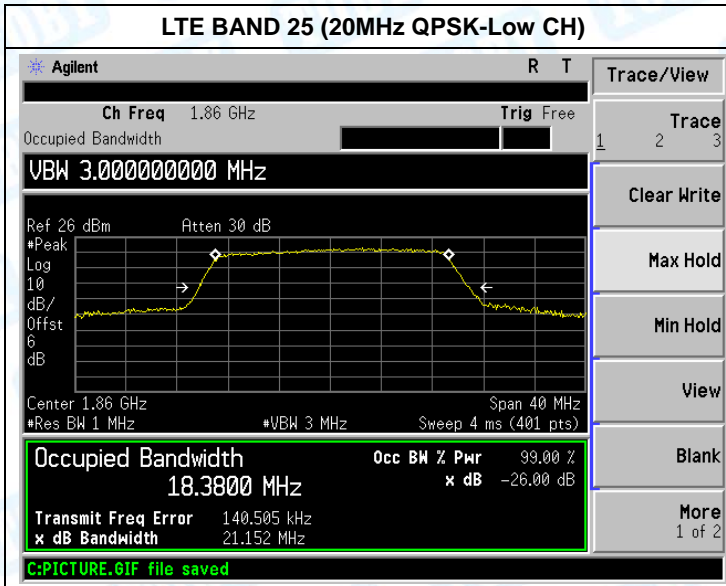 LTE BAND 25 (20MHz QPSK-Low CH)
Agilent R T
Trace/View
Ch Freq 1.86 GHz Trig Free
Occupied Bandwidth
Trace
1 2 3
VBW 3.000000000 MHz
Clear Write
Ref 26 dBm Atten 30 dB
#Peak
Log
10
dB/
Offst
6
dB
Max Hold
Min Hold
View
Center 1.86 GHz Span 40 MHz
#Res BW 1 MHz #VBW 3 MHz Sweep 4 ms (401 pts)
Occupied Bandwidth Occ BW % Pwr 99.00 %
18.3800 MHz x dB -26.00 dB
Blank
Transmit Freq Error 140.505 kHz
x dB Bandwidth 21.152 MHz
More
1 of 2
C:PICTURE.GIF file saved